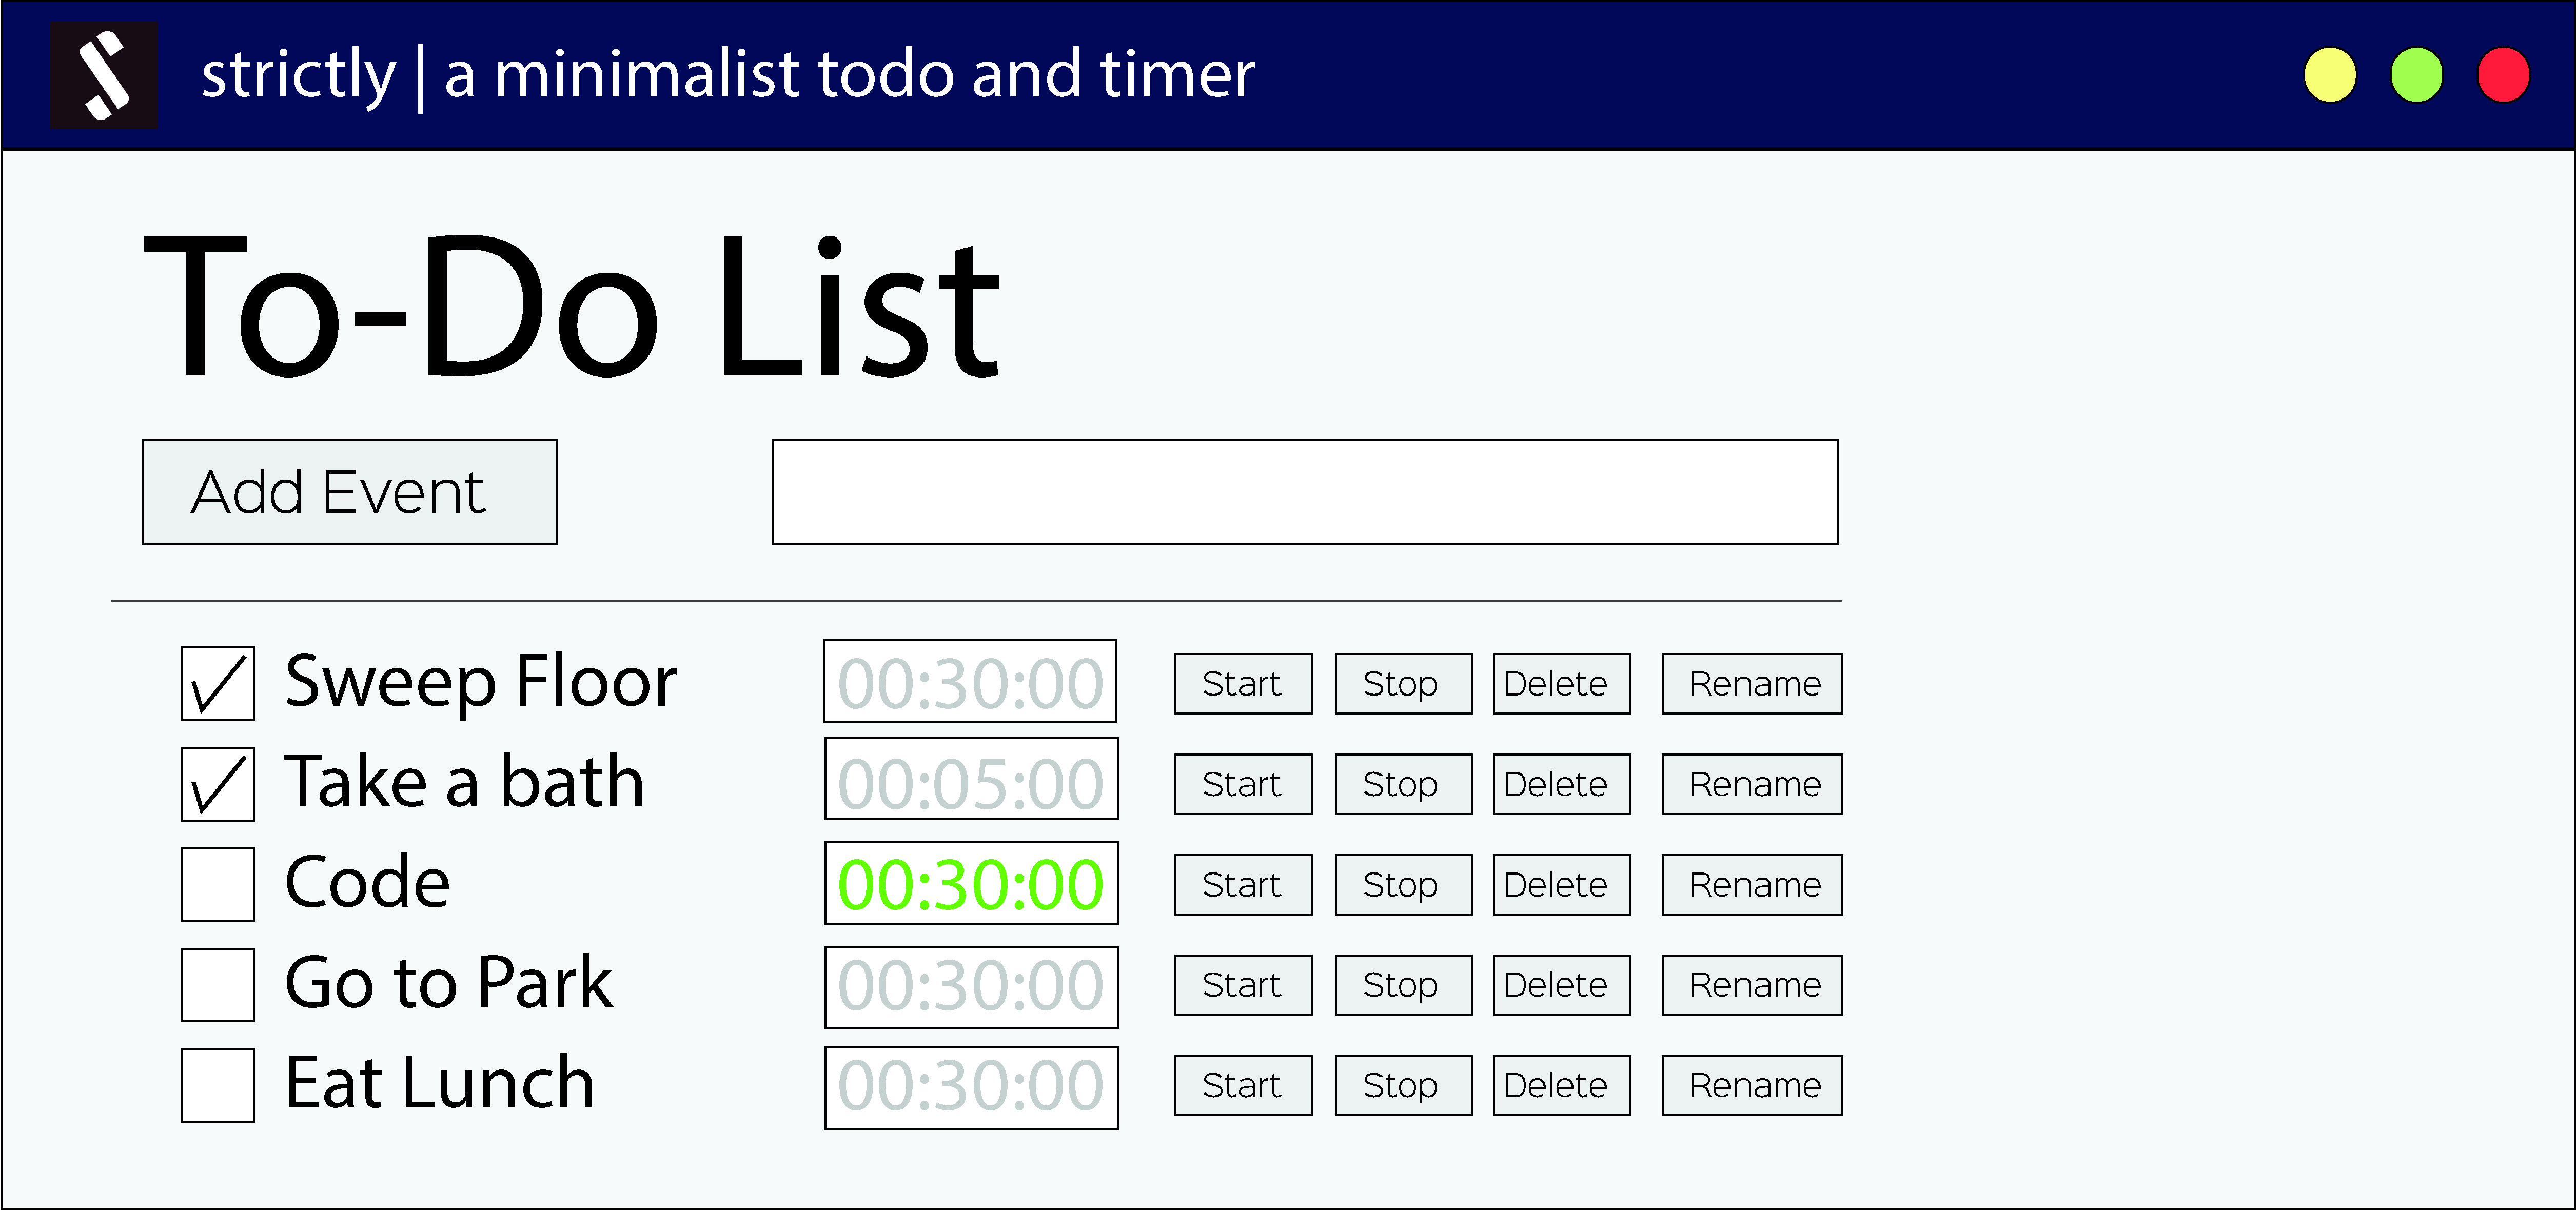 strictly | a minimalist todo and timer
To-Do List
Add Event
Sweep Floor 00:30:00 Start Stop Delete Rename
Take a bath 00:05:00 Start Stop Delete Rename
Code 00:30:00 Start Stop Delete Rename
Go to Park 00:30:00 Start Stop Delete Rename
Eat Lunch 00:30:00 Start Stop Delete Rename